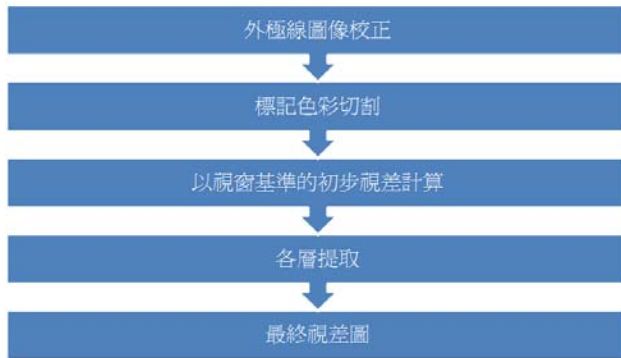 外極線圖像校正
標記色彩切割
以視窗基準的初步視差計算
各層提取
最終視差圖